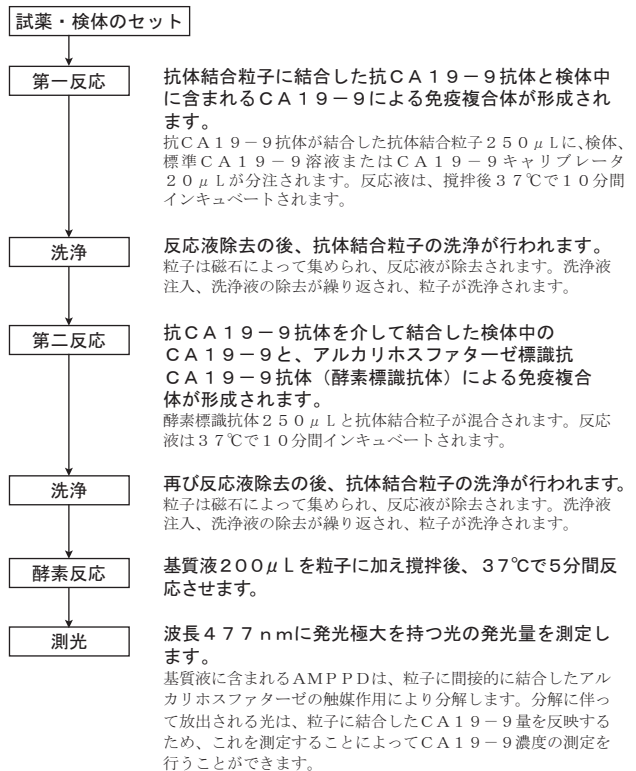 試薬・検体のセット
第一反応
抗体結合粒子に結合した抗CA19-9抗体と検体中
に含まれるCA19-9による免疫複合体が形成され
ます。
抗CA19-9抗体が結合した抗体結合粒子250μLに、検体、
標準CA19-9溶液またはCA19-9キャリブレータ
20μLが分注されます。反応液は、撹拌後37℃で10分間
インキュベートされます。
洗浄
反応液除去の後、抗体結合粒子の洗浄が行われます。
粒子は磁石によって集められ、反応液が除去されます。洗浄液
注入、洗浄液の除去が繰り返され、粒子が洗浄されます。
第二反応
抗CA19-9抗体を介して結合した検体中の
CA19-9と、アルカリホスファターゼ標識抗
CA19-9抗体（酵素標識抗体）による免疫複合
体が形成されます。
酵素標識抗体250μLと抗体結合粒子が混合されます。反応
液は37℃で10分間インキュベートされます。
洗浄
再び反応液除去の後、抗体結合粒子の洗浄が行われます。
粒子は磁石によって集められ、反応液が除去されます。洗浄液
注入、洗浄液の除去が繰り返され、粒子が洗浄されます。
酵素反応
基質液200μLを粒子に加え撹拌後、37℃で5分間反
応させます。
測光
波長477nmに発光極大を持つ光の発光量を測定し
ます。
基質液に含まれるAMPPDは、粒子に間接的に結合したアル
カリホスファターゼの触媒作用により分解します。分解に伴っ
て放出される光は、粒子に結合したCA19-9量を反映する
ため、これを測定することによってCA19-9濃度の測定を
行うことができます。